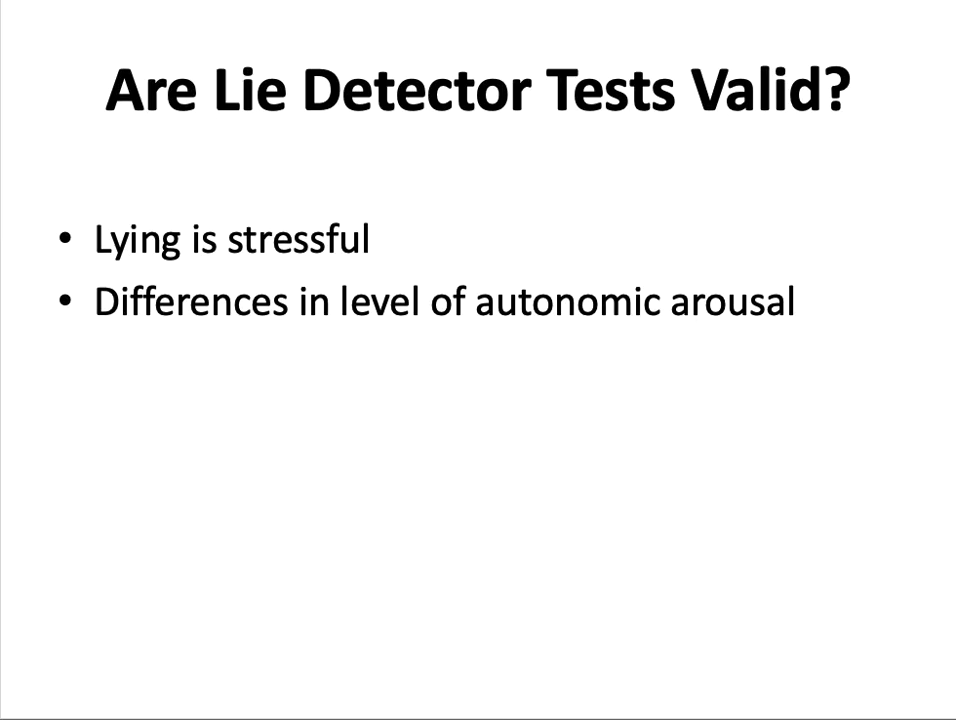 Are Lie Detector Tests Valid?
• Lying is stressful
• Differences in level of autonomic arousal